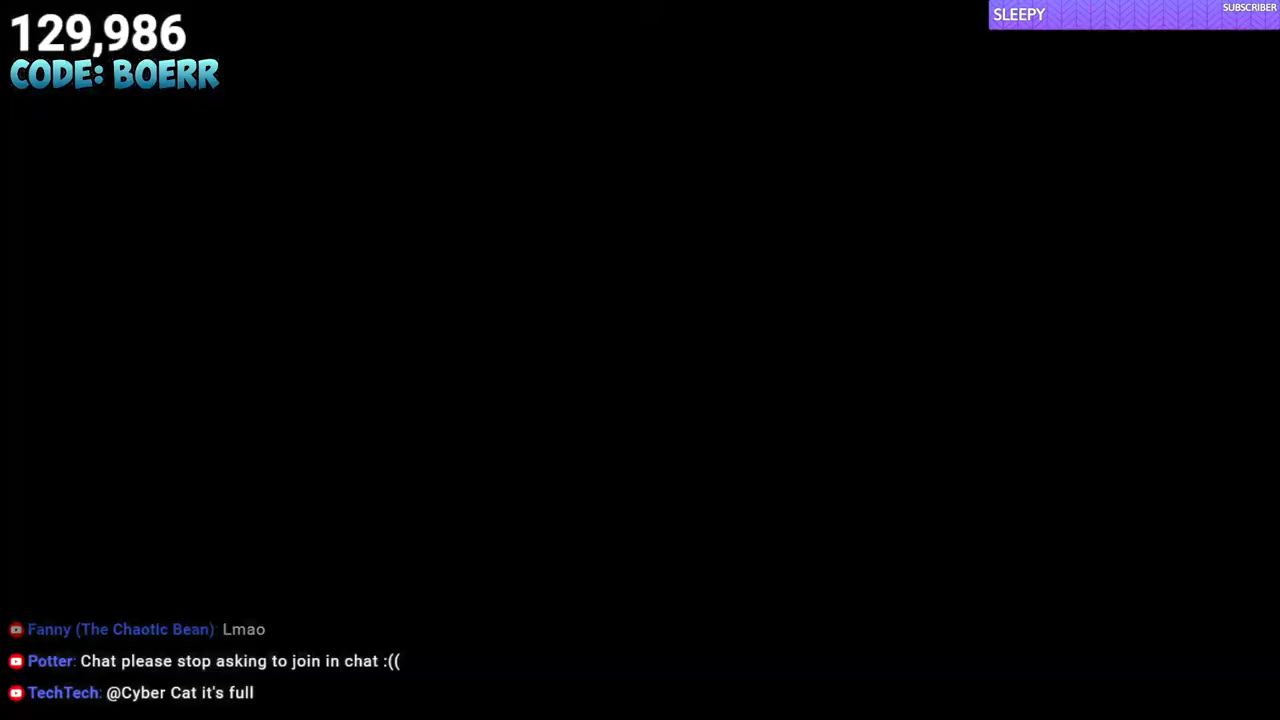 129,986
SLEEPY
SUBSCRIBER
CODE: BOERR
Fanny (The Chaotic Bean): Lmao
Potter: Chat please stop asking to join in chat :((
TechTech: @Cyber Cat it's full